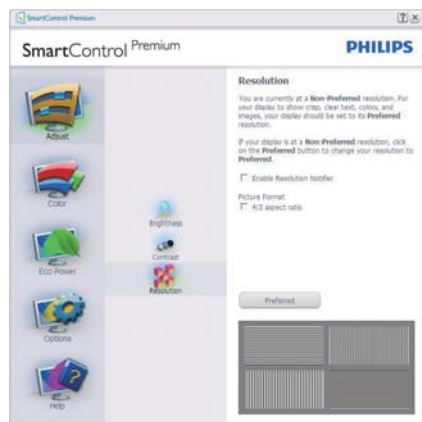 SmartControl Premium
SmartControl Premium
PHILIPS
Adjust
Color
Eco Power
Options
Help
Brightness
Contrast
Resolution
Resolution
You are currently at a Non-Preferred resolution. For
your display to show crisp, clear text, colors, and
images, your display should be set to its Preferred
resolution.
If your display is at a Non-Preferred resolution, click
on the Preferred button to change your resolution to
Preferred.
Enable Resolution Notifier
Picture Format
4:3 aspect ratio
Preferred